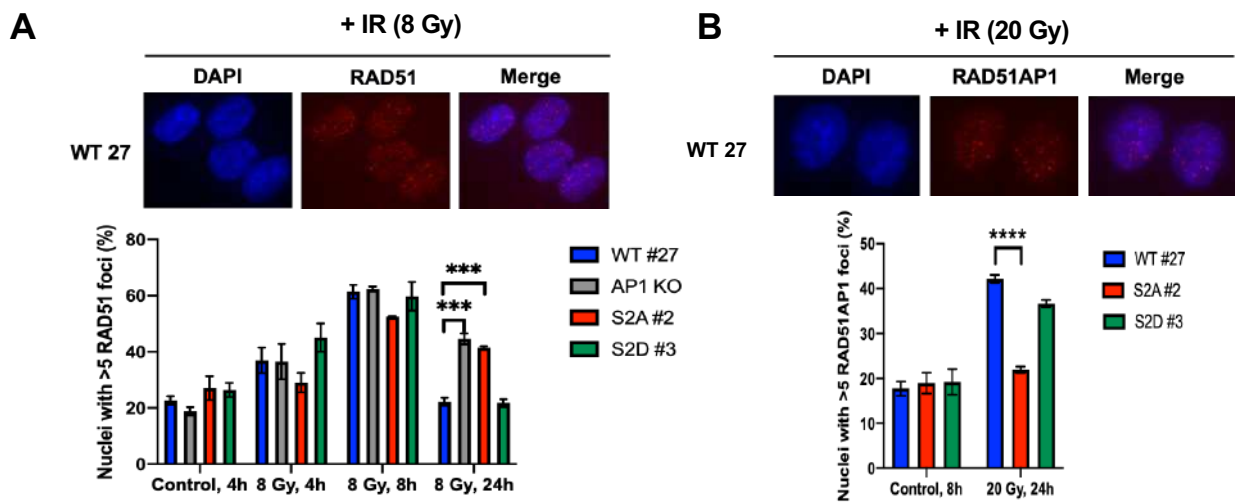 A
+ IR (8 Gy)
DAPI RAD51 Merge
WT 27
Nuclei with >5 RAD51 foci (%)
80
60
40
20
0
*** 
***
Control, 4h 8 Gy, 4h 8 Gy, 8h 8 Gy, 24h
WT #27
AP1 KO
S2A #2
S2D #3
B
+ IR (20 Gy)
DAPI RAD51AP1 Merge
WT 27
Nuclei with >5 RAD51AP1 foci (%)
50
40
30
20
10
0
****
Control, 8h 20 Gy, 24h
WT #27
S2A #2
S2D #3